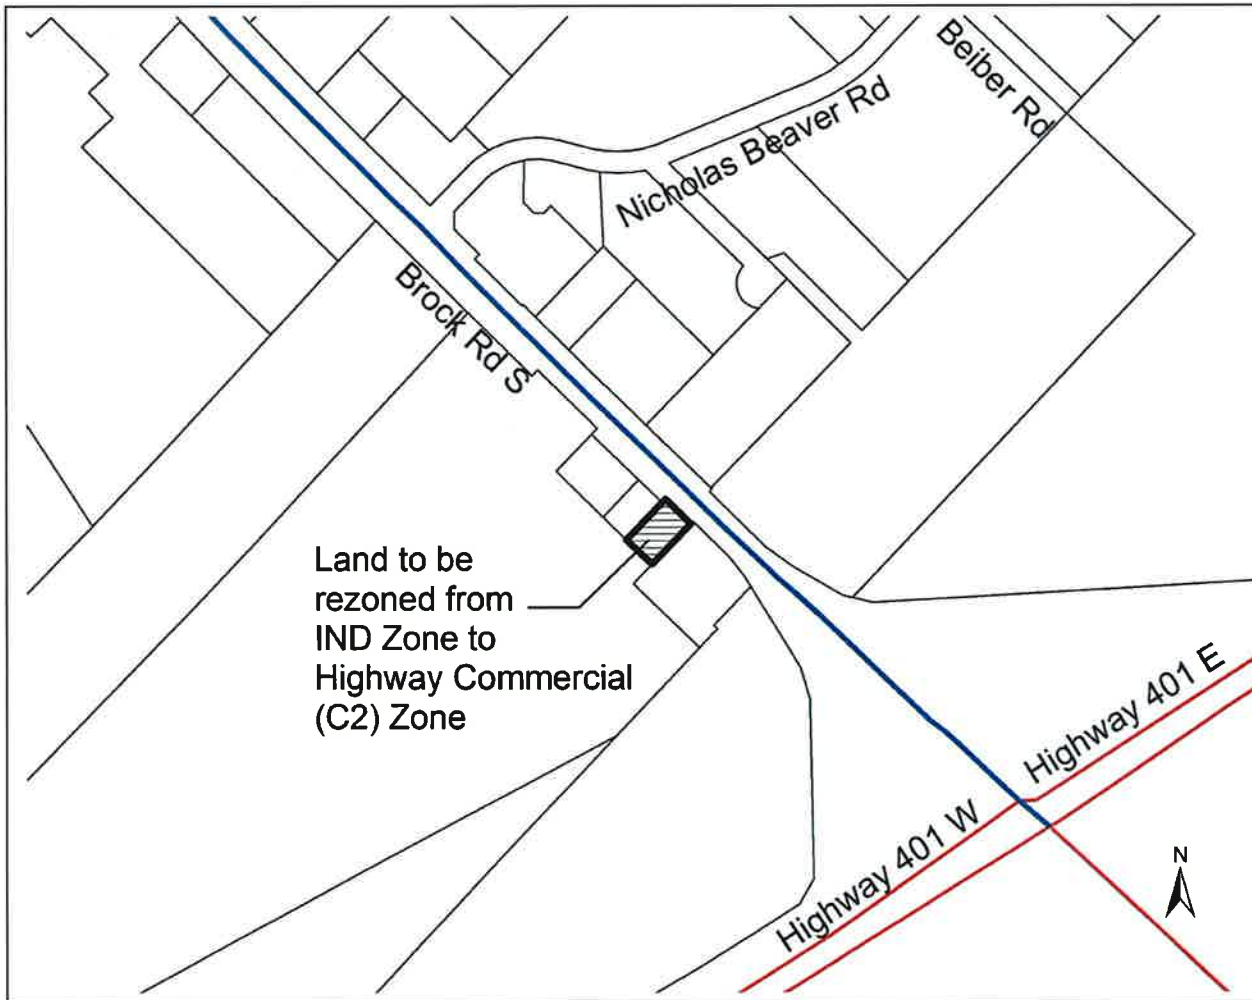 Beiber Rd
Nicholas Beaver Rd
Brock Rd S
Land to be
rezoned from
IND Zone to
Highway Commercial
(C2) Zone
Highway 401 E
Highway 401 W
N